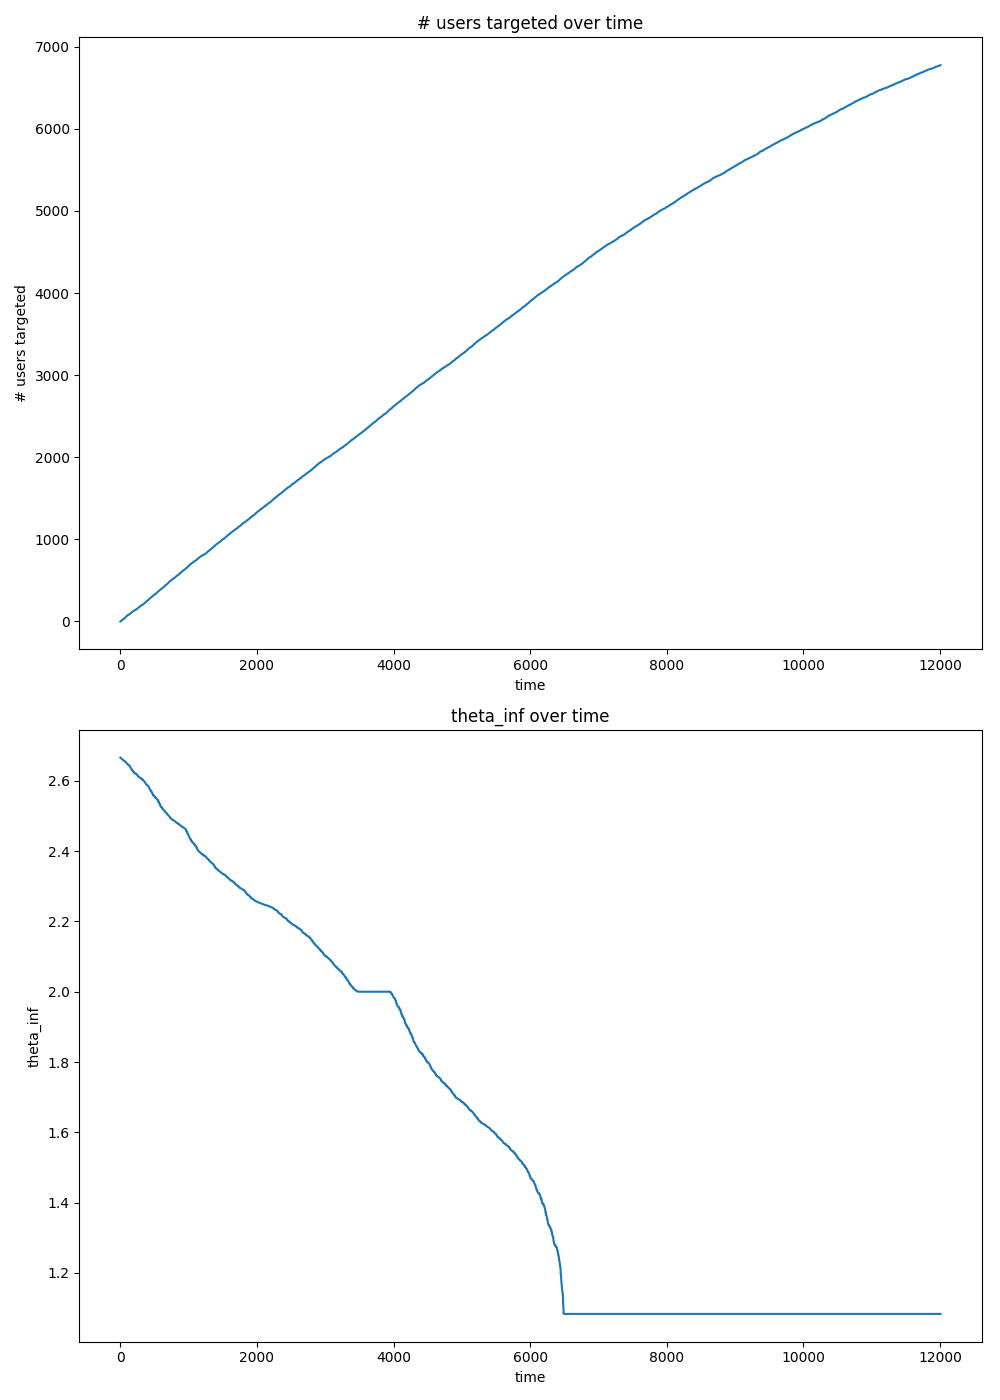 # users targeted over time
7000
6000
5000
4000
3000
2000
1000
0
# users targeted
0 2000 4000 6000 8000 10000 12000
time
theta_inf over time
2.6
2.4
2.2
2.0
1.8
1.6
1.4
1.2
theta_inf
0 2000 4000 6000 8000 10000 12000
time